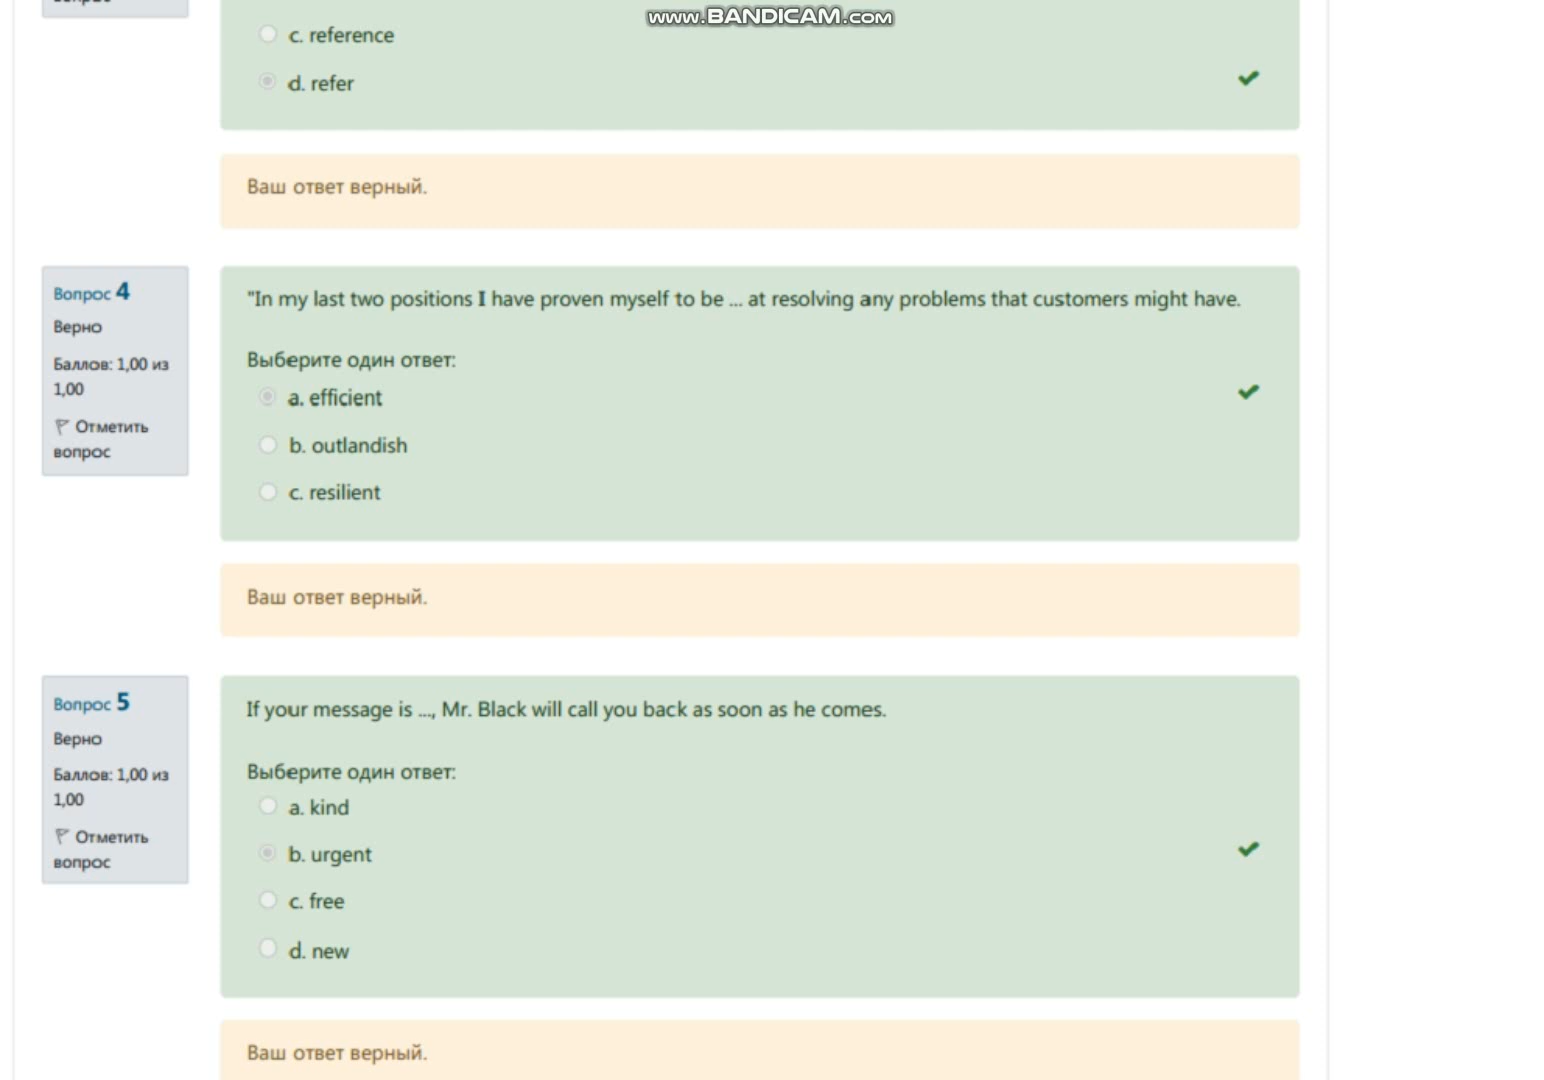 www.BANDICAM.com
c. reference
d. refer
Ваш ответ верный.
Вопрос 4
Верно
Баллов: 1,00 из
1,00
Отметить
вопрос
"In my last two positions I have proven myself to be ... at resolving any problems that customers might have.
Выберите один ответ:
a. efficient
b. outlandish
c. resilient
Ваш ответ верный.
Вопрос 5
Верно
Баллов: 1,00 из
1,00
Отметить
вопрос
If your message is ..., Mr. Black will call you back as soon as he comes.
Выберите один ответ:
a. kind
b. urgent
c. free
d. new
Ваш ответ верный.